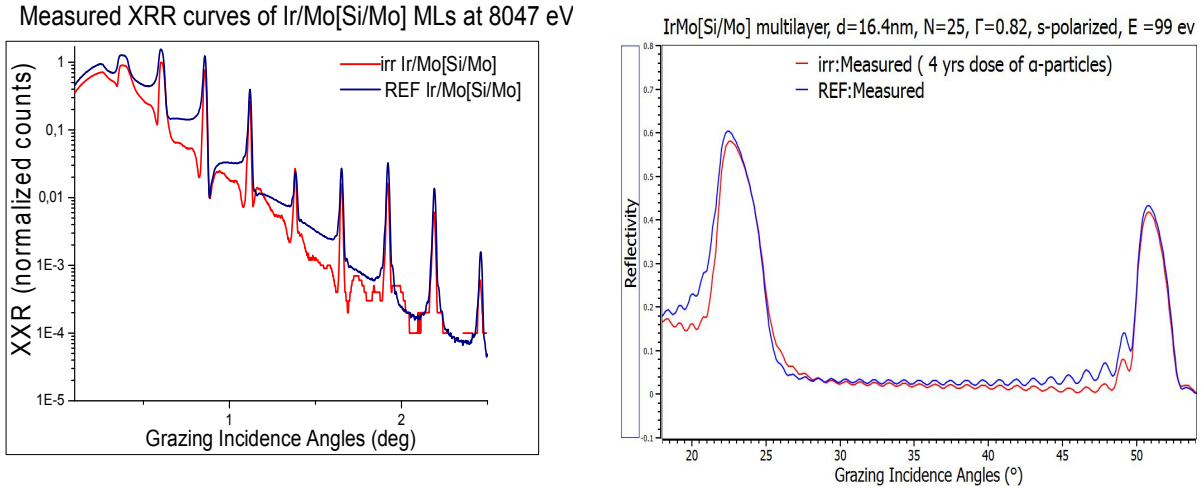 Measured XRR curves of Ir/Mo[Si/Mo] MLs at 8047 eV
irr Ir/Mo[Si/Mo]
REF Ir/Mo[Si/Mo]
XXR (normalized counts)
1
0,1
0,01
1E-3
1E-4
1E-5
1 2
Grazing Incidence Angles (deg)
IrMo[Si/Mo] multilayer, d=16.4nm, N=25, Γ=0.82, s-polarized, E =99 ev
irr:Measured ( 4 yrs dose of α-particles)
REF:Measured
Reflectivity
0.8
0.7
0.6
0.5
0.4
0.3
0.2
0.1
0
-0.1
20 25 30 35 40 45 50
Grazing Incidence Angles (°)